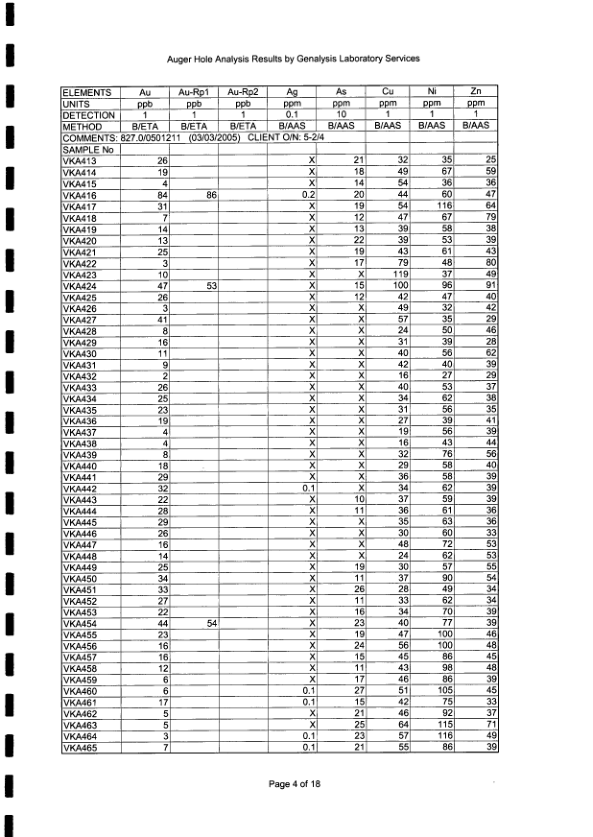 Auger Hole Analysis Results by Genalysis Laboratory Services
ELEMENTS Au Au-Rp1 Au-Rp2 Ag As Cu Ni Zn
UNITS ppb ppb ppb ppm ppm ppm ppm ppm
DETECTION 1 1 1 0.1 10 1 1 1
METHOD B/ETA B/ETA B/ETA B/AAS B/AAS B/AAS B/AAS B/AAS
COMMENTS: 827.0/0501211 (03/03/2005) CLIENT O/N: 5-2/4
SAMPLE No
VKA413 26 X 21 32 35 25
VKA414 19 X 18 49 67 59
VKA415 4 X 14 54 36 36
VKA416 84 86 0.2 20 44 60 47
VKA417 31 X 19 54 116 64
VKA418 7 X 12 47 67 79
VKA419 14 X 13 39 58 38
VKA420 13 X 22 39 53 39
VKA421 25 X 19 43 61 43
VKA422 3 X 17 79 48 80
VKA423 10 X X 119 37 49
VKA424 47 53 X 15 100 96 91
VKA425 26 X 12 42 47 40
VKA426 3 X X 49 32 42
VKA427 41 X X 57 35 29
VKA428 8 X X 24 50 46
VKA429 16 X X 31 39 28
VKA430 11 X X 40 56 62
VKA431 9 X X 42 40 39
VKA432 2 X X 16 27 29
VKA433 26 X X 40 53 37
VKA434 25 X X 34 62 38
VKA435 23 X X 31 56 35
VKA436 19 X X 27 39 41
VKA437 4 X X 19 56 39
VKA438 4 X X 16 43 44
VKA439 8 X X 32 76 56
VKA440 18 X X 29 58 40
VKA441 29 X X 36 58 39
VKA442 32 0.1 X 34 62 39
VKA443 22 X 10 37 59 39
VKA444 28 X 11 36 61 36
VKA445 29 X X 35 63 36
VKA446 26 X X 30 60 33
VKA447 16 X X 48 72 53
VKA448 14 X X 24 62 53
VKA449 25 X 19 30 57 55
VKA450 34 X 11 37 90 54
VKA451 33 X 26 28 49 34
VKA452 27 X 11 33 62 34
VKA453 22 X 16 34 70 39
VKA454 44 54 X 23 40 77 39
VKA455 23 X 19 47 100 46
VKA456 16 X 24 56 100 48
VKA457 16 X 15 45 86 45
VKA458 12 X 11 43 98 48
VKA459 6 X 17 46 86 39
VKA460 6 0.1 27 51 105 45
VKA461 17 0.1 15 42 75 33
VKA462 5 X 21 46 92 37
VKA463 5 X 25 64 115 71
VKA464 3 0.1 23 57 116 49
VKA465 7 0.1 21 55 86 39
Page 4 of 18